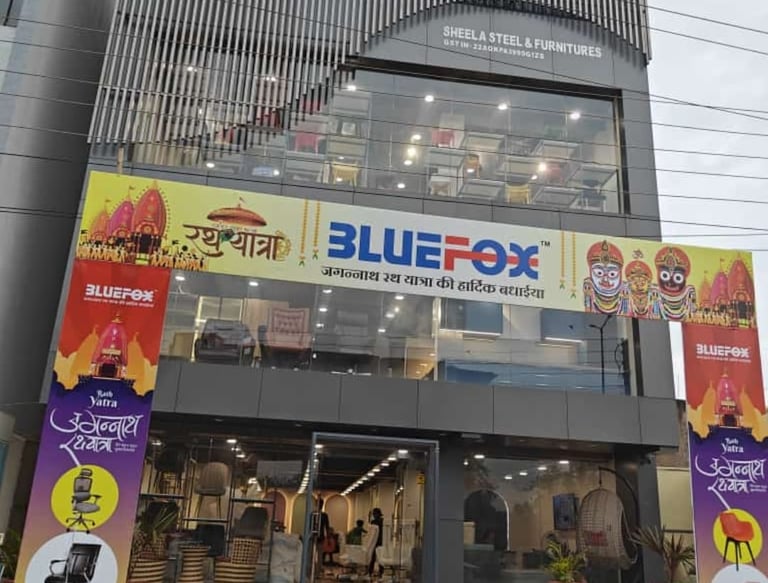 SHEELA STEEL & FURNITURES
रथ यात्रा
BLUEFOX™
जगन्नाथ रथ यात्रा की हार्दिक बधाईया
BLUEFOX
Rath
Yatra
जगन्नाथ
रथयात्रा
BLUEFOX
Rath
Yatra
जगन्नाथ
रथयात्रा